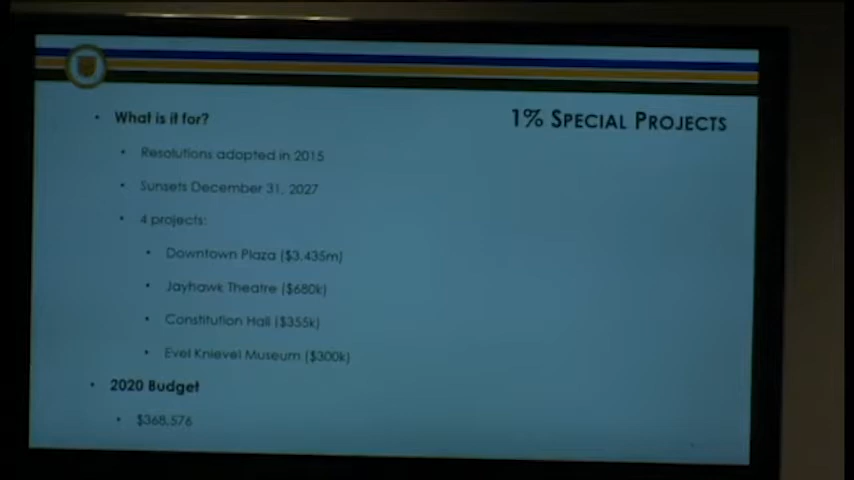 1% SPECIAL PROJECTS
• What is it for?
• Resolutions adopted in 2015
• Sunsets December 31, 2027
• 4 projects:
• Downtown Plaza ($3.435m)
• Jayhawk Theatre ($680k)
• Constitution Hall ($355k)
• Evel Knievel Museum ($300k)
• 2020 Budget
• $368,576